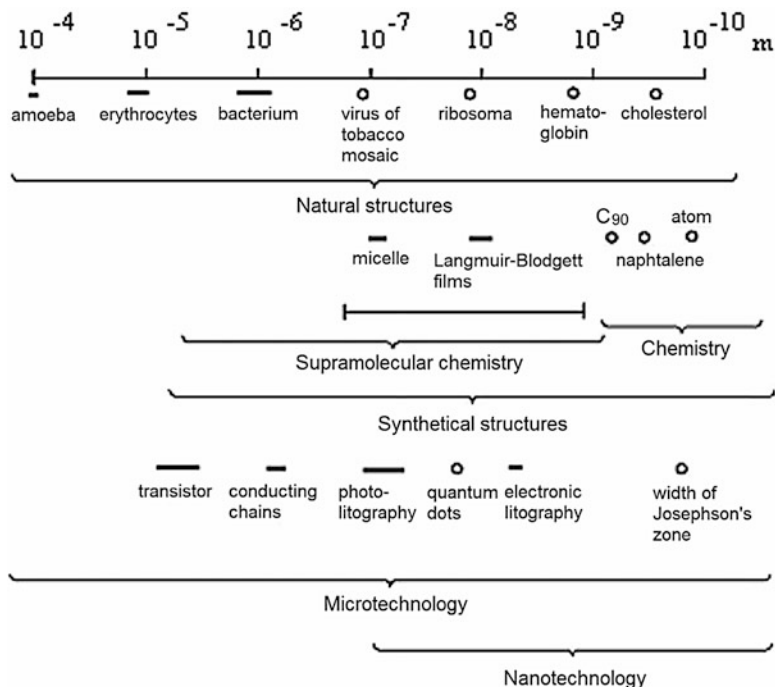 10⁻⁴ 10⁻⁵ 10⁻⁶ 10⁻⁷ 10⁻⁸ 10⁻⁹ 10⁻¹⁰ m
amoeba erythrocytes bacterium virus of ribosoma hemato- cholesterol
tobacco globin
mosaic
Natural structures
C₉₀ atom
micelle Langmuir-Blodgett naphtalene
films
Supramolecular chemistry Chemistry
Synthetical structures
transistor conducting photo- quantum electronic width of
chains litography dots litography Josephson's
zone
Microtechnology
Nanotechnology